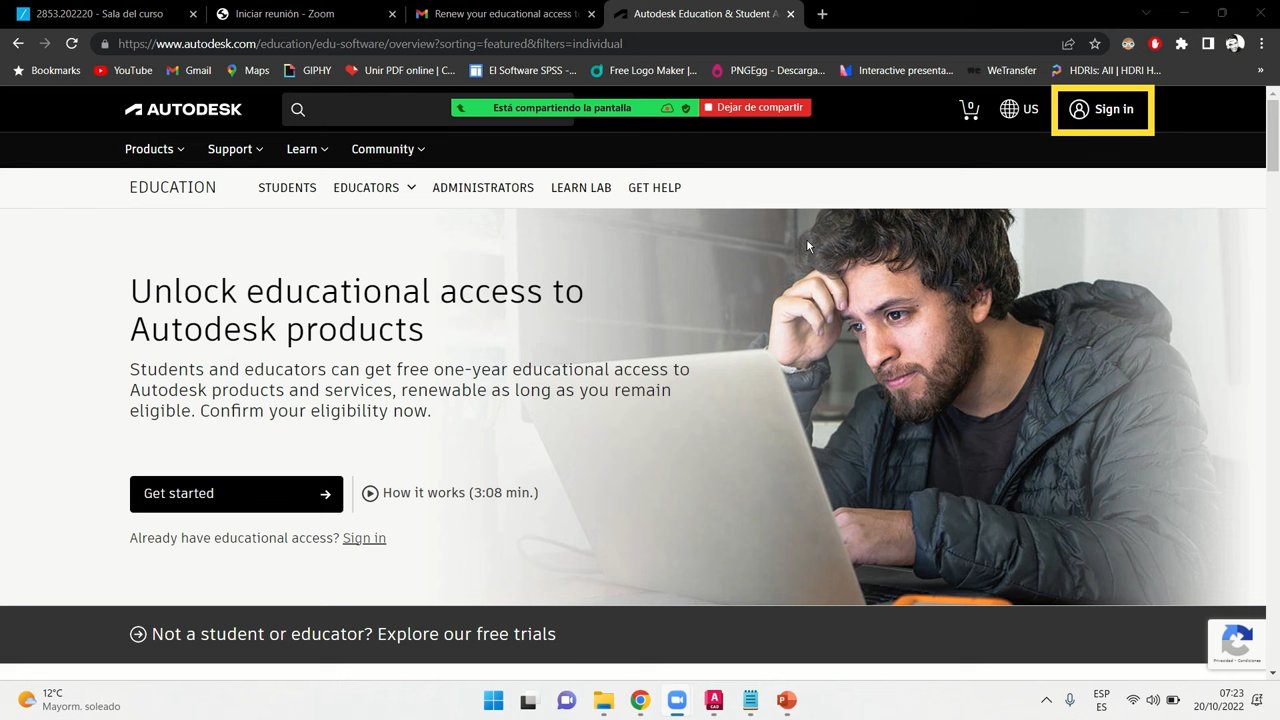 2853.202220 - Sala del curso
Iniciar reunión - Zoom
Renew your educational access to
Autodesk Education & Student A
https://www.autodesk.com/education/edu-software/overview?sorting=featured&filters=individual
Bookmarks
YouTube
Gmail
Maps
GIPHY
Unir PDF online | C...
El Software SPSS -...
Free Logo Maker |...
PNGEgg - Descarga...
Interactive presenta...
WeTransfer
HDRIs: All | HDRI H...
AUTODESK
Está compartiendo la pantalla
Dejar de compartir
0
US
Sign in
Products
Support
Learn
Community
EDUCATION
STUDENTS
EDUCATORS
ADMINISTRATORS
LEARN LAB
GET HELP
Unlock educational access to
Autodesk products
Students and educators can get free one-year educational access to
Autodesk products and services, renewable as long as you remain
eligible. Confirm your eligibility now.
Get started
How it works (3:08 min.)
Already have educational access? Sign in
Not a student or educator? Explore our free trials
Privacidad - Condiciones
12°C
Mayorm. soleado
A
CAD
ESP
ES
07:23
20/10/2022